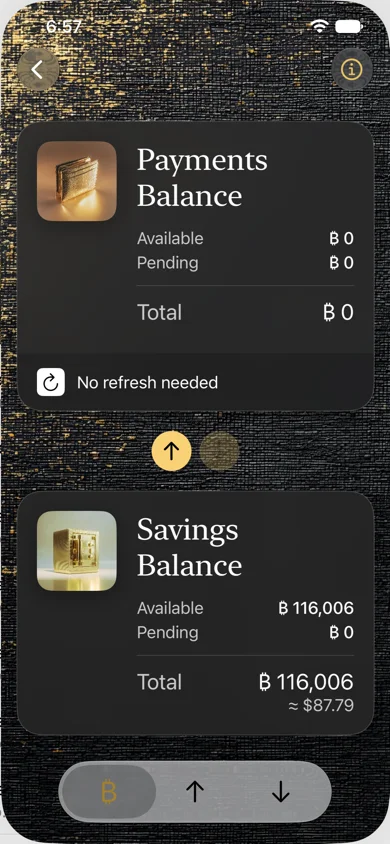 6:57
Payments
Balance
Available ₿ 0
Pending ₿ 0
Total ₿ 0
No refresh needed
Savings
Balance
Available ₿ 116,006
Pending ₿ 0
Total ₿ 116,006
≈ $87.79
₿